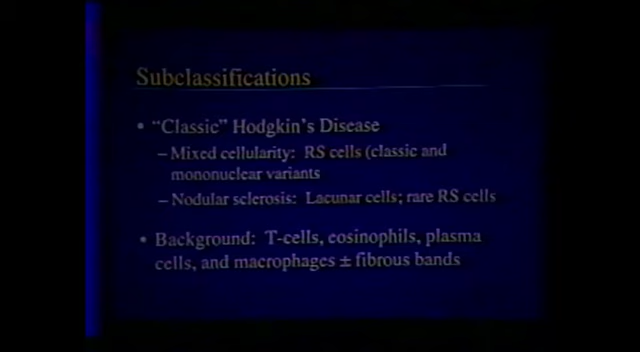 Subclassifications
• "Classic" Hodgkin's Disease
– Mixed cellularity: RS cells (classic and
mononuclear variants
– Nodular sclerosis: Lacunar cells; rare RS cells
• Background: T-cells, eosinophils, plasma
cells, and macrophages ± fibrous bands